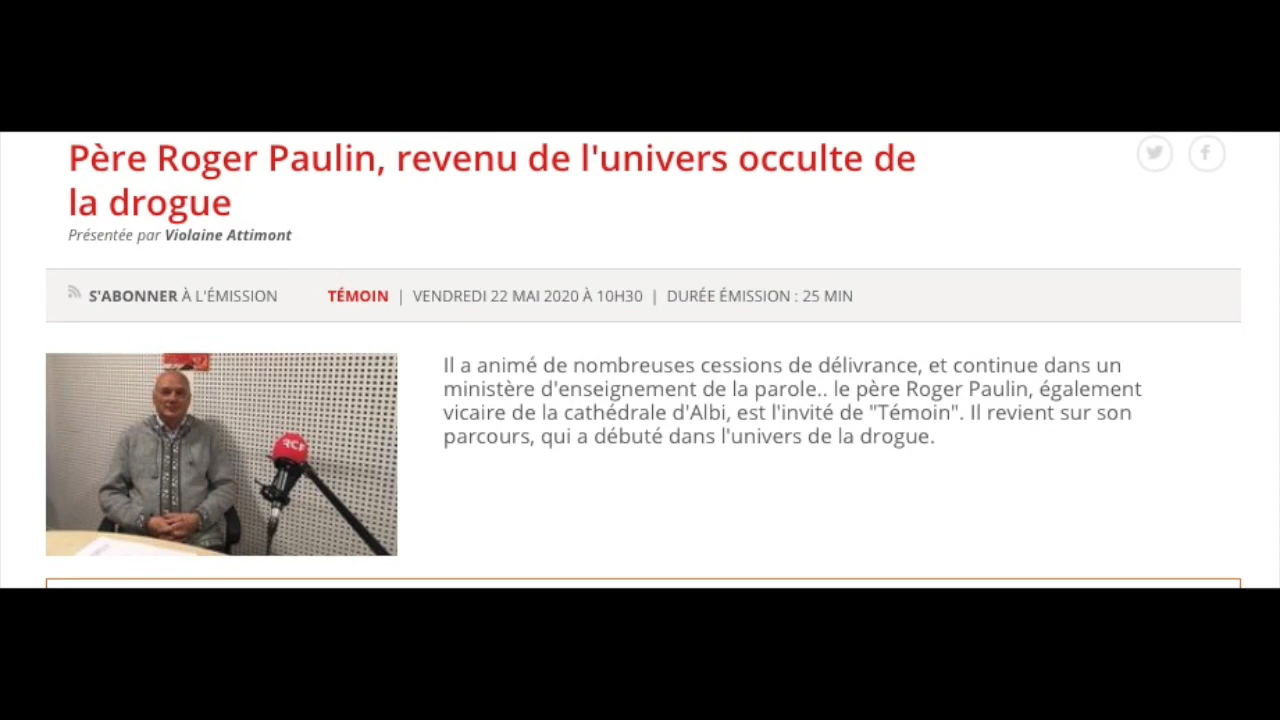 Père Roger Paulin, revenu de l'univers occulte de
la drogue
Présentée par Violaine Attimont
S'ABONNER À L'ÉMISSION
TÉMOIN | VENDREDI 22 MAI 2020 À 10H30 | DURÉE ÉMISSION : 25 MIN
Il a animé de nombreuses cessions de délivrance, et continue dans un
ministère d'enseignement de la parole.. le père Roger Paulin, également
vicaire de la cathédrale d'Albi, est l'invité de "Témoin". Il revient sur son
parcours, qui a débuté dans l'univers de la drogue.
RCF